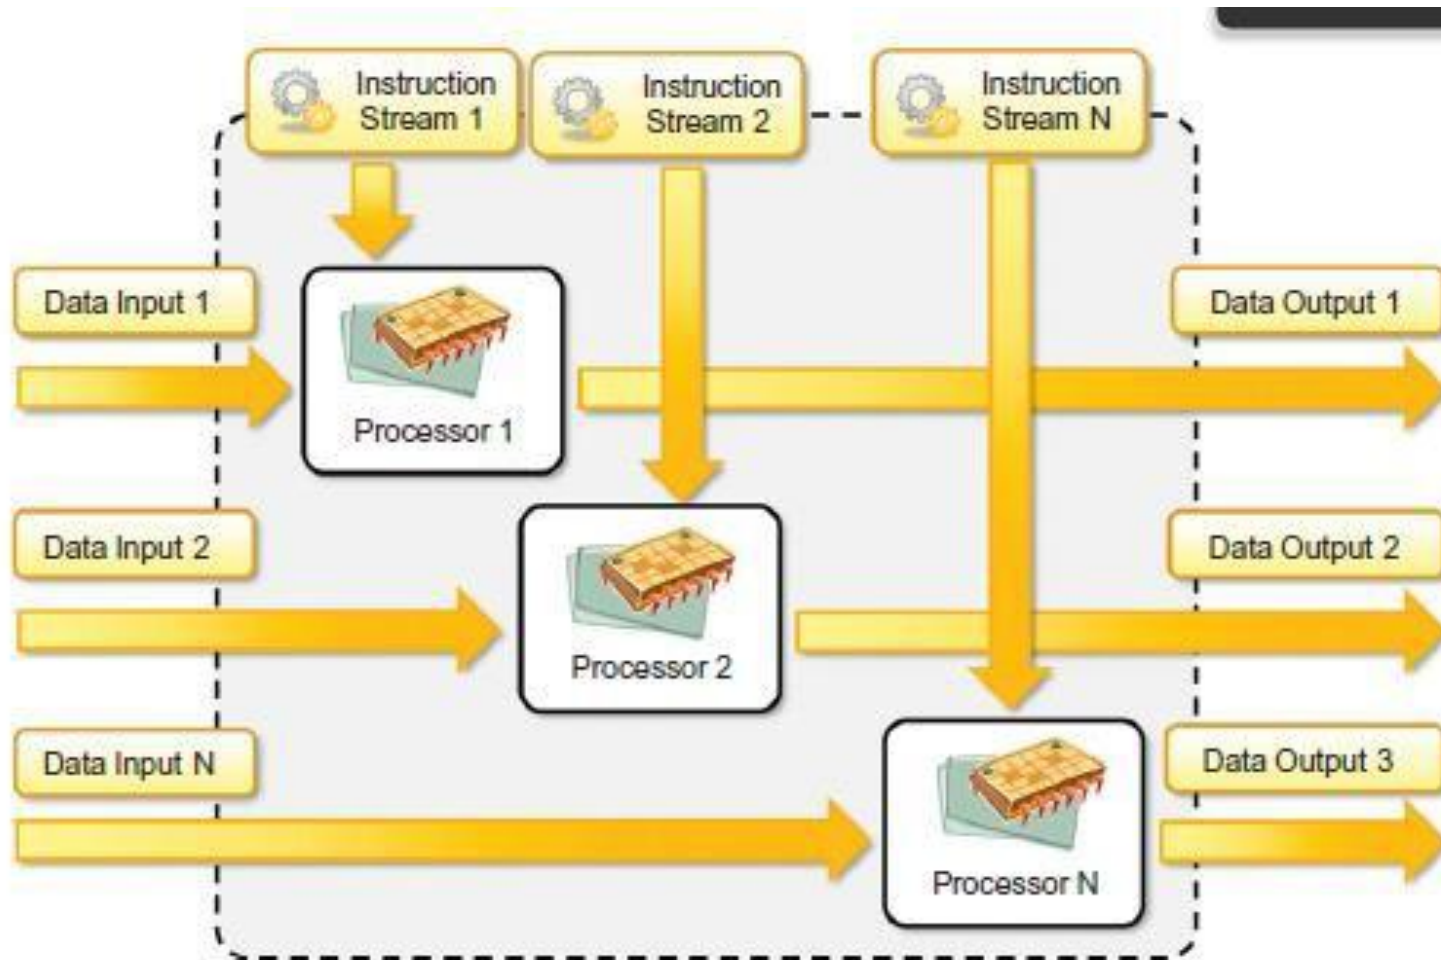 Instruction
Stream 1
Instruction
Stream 2
Instruction
Stream N
Data Input 1
Data Output 1
Processor 1
Data Input 2
Data Output 2
Processor 2
Data Input N
Data Output 3
Processor N